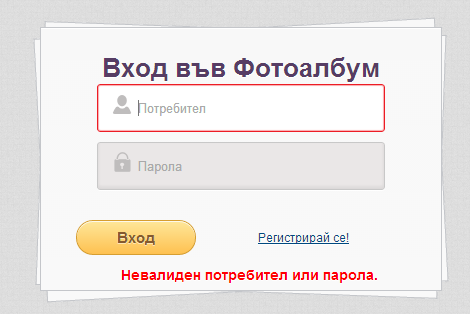 Вход във Фотоалбум
Потребител
Парола
Вход
Регистрирай се!
Невалиден потребител или парола.